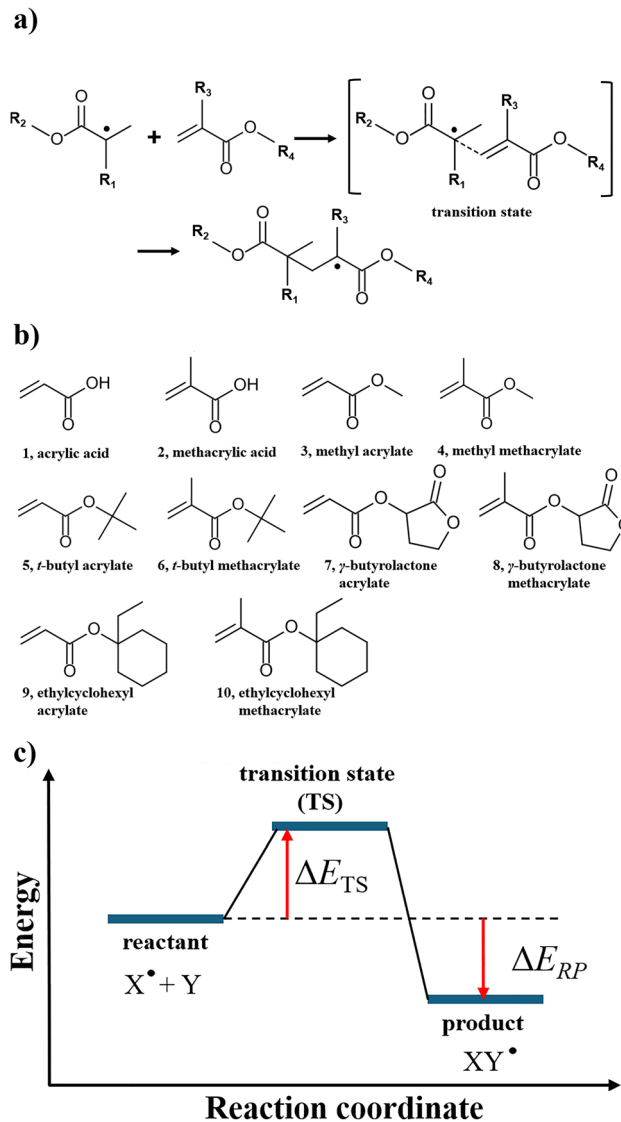 a)
O
R3
O
R3
R2
O
R1
+
O
O
R4
R2
O
R1
O
O
R4
transition state
O
R3
R2
O
R1
O
O
R4
b)
OH
O
OH
O
O
O
O
O
1, acrylic acid
2, methacrylic acid
3, methyl acrylate
4, methyl methacrylate
O
O
O
O
O
O
O
O
O
O
O
O
5, t-butyl acrylate
6, t-butyl methacrylate
7, γ-butyrolactone
acrylate
8, γ-butyrolactone
methacrylate
O
O
O
O
9, ethylcyclohexyl
acrylate
10, ethylcyclohexyl
methacrylate
c)
transition state
(TS)
ΔETS
reactant
X• + Y
ΔERP
product
XY•
Energy
Reaction coordinate